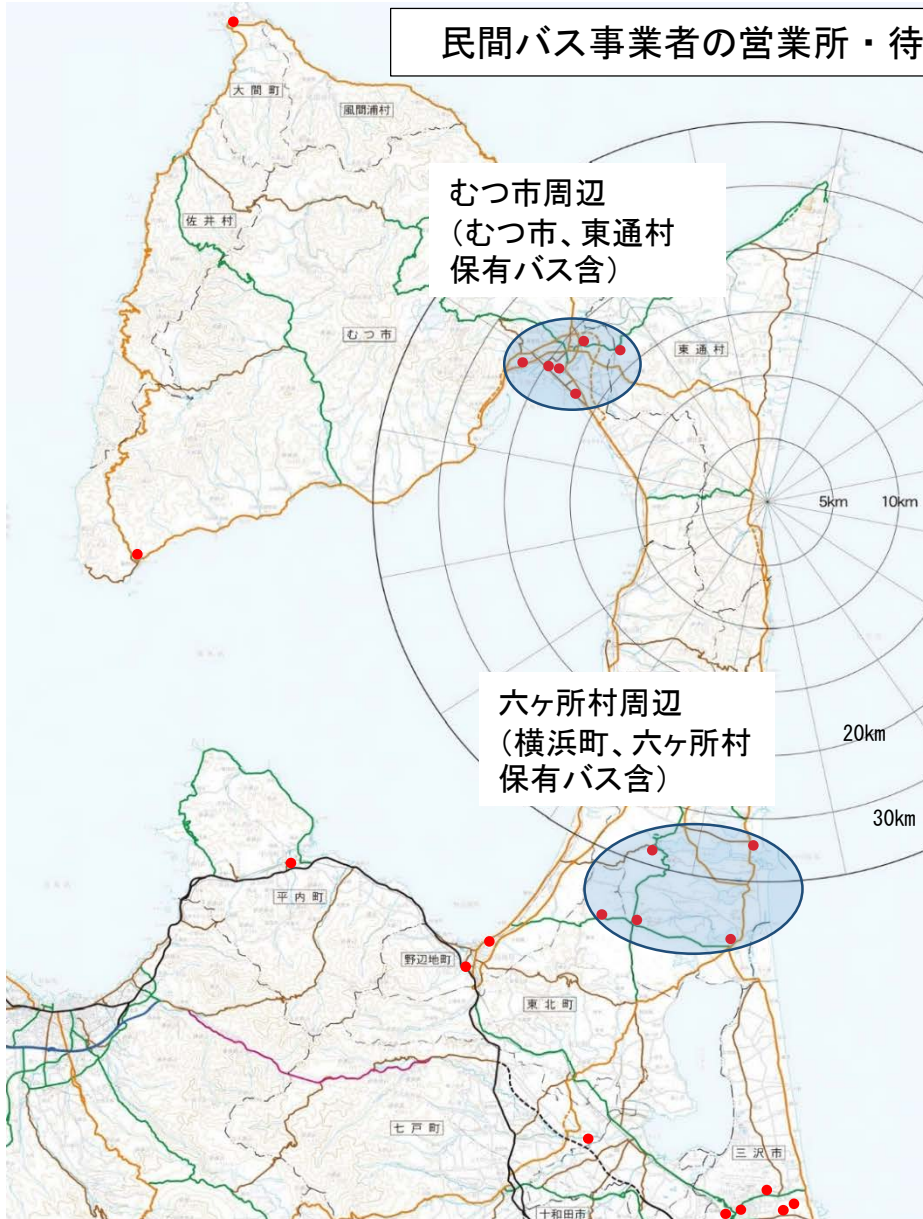 民間バス事業者の営業所・待
大間町
風間浦村
むつ市周辺
(むつ市、東通村
保有バス含)
佐井村
むつ市
東通村
5km
10km
六ヶ所村周辺
(横浜町、六ヶ所村
保有バス含)
20km
30km
平内町
野辺地町
東北町
七戸町
三沢市
十和田市